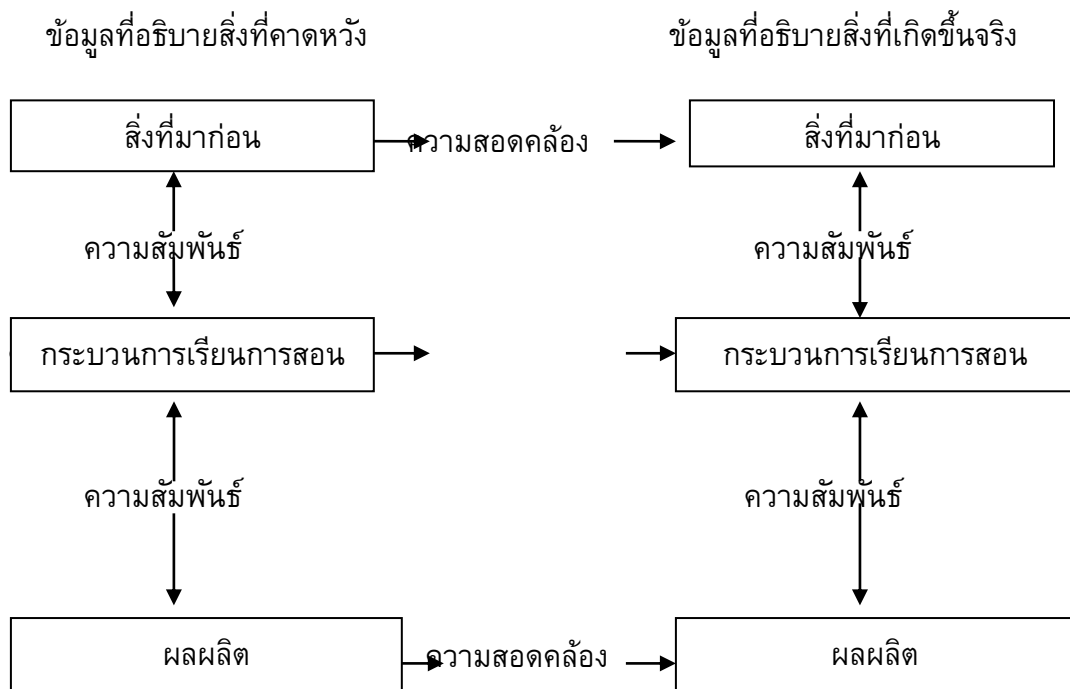 ข้อมูลที่อธิบายสิ่งที่คาดหวัง ข้อมูลที่อธิบายสิ่งที่เกิดขึ้นจริง
สิ่งที่มาก่อน ความสอดคล้อง สิ่งที่มาก่อน
ความสัมพันธ์ ความสัมพันธ์
กระบวนการเรียนการสอน กระบวนการเรียนการสอน
ความสัมพันธ์ ความสัมพันธ์
ผลผลิต ความสอดคล้อง ผลผลิต